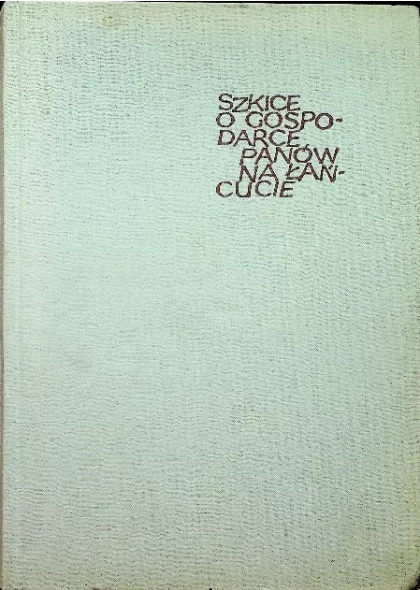 SZKICE
O GOSPO-
DARCE
PANÓW
NA ŁAŃ-
CUCIE